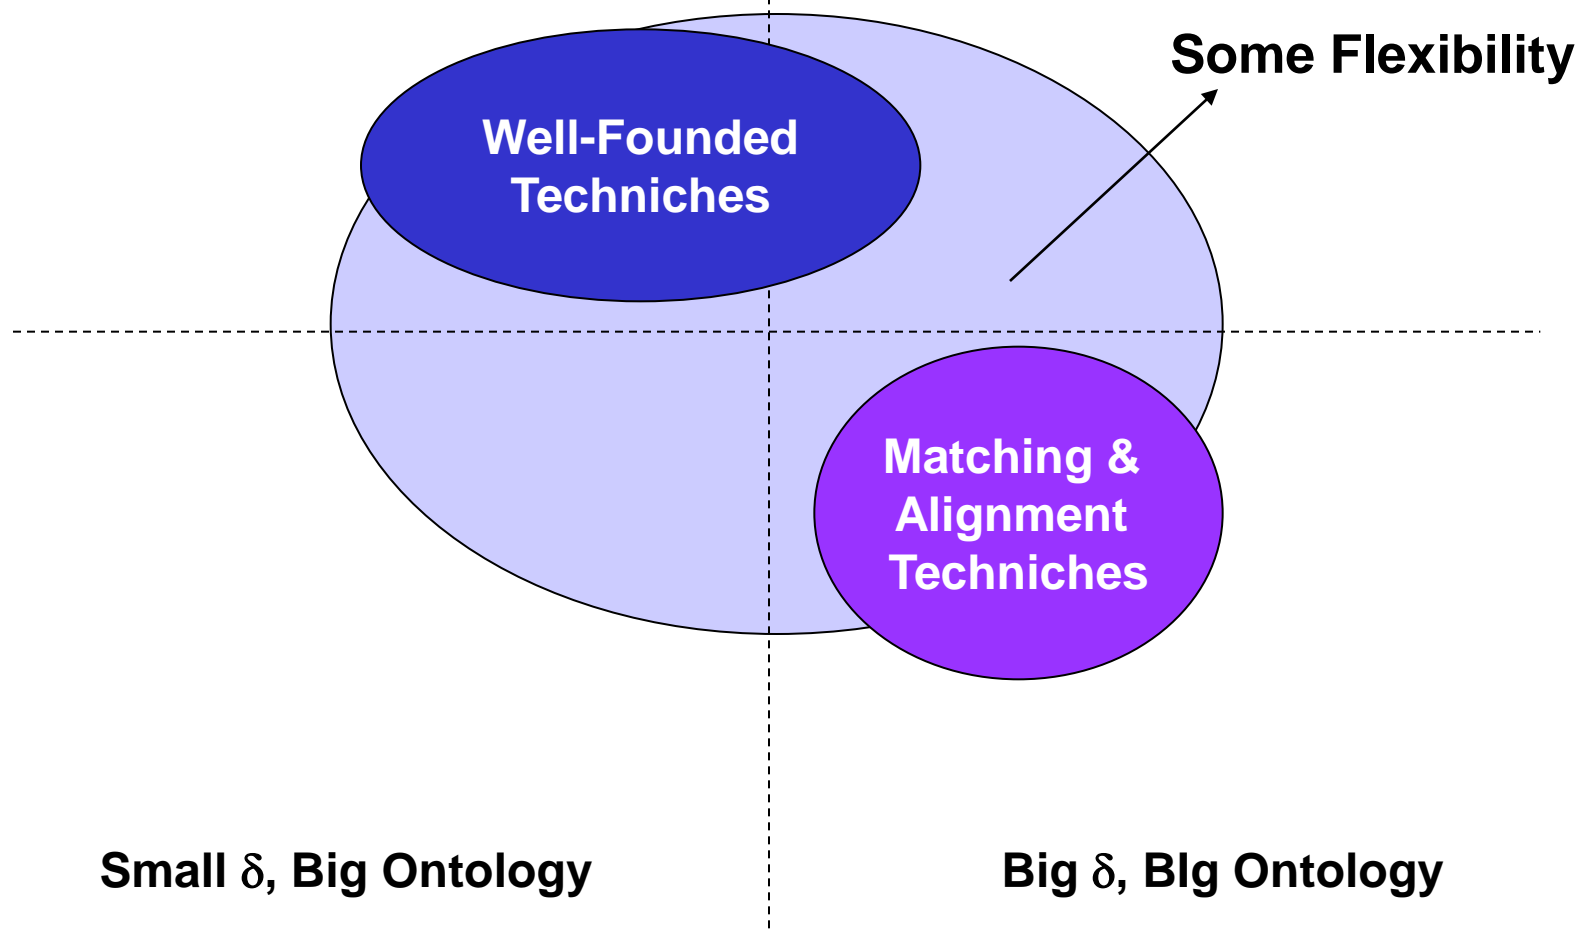 Some Flexibility
Well-Founded
Techniches
Matching &
Alignment
Techniches
Small δ, Big Ontology
Big δ, BIg Ontology